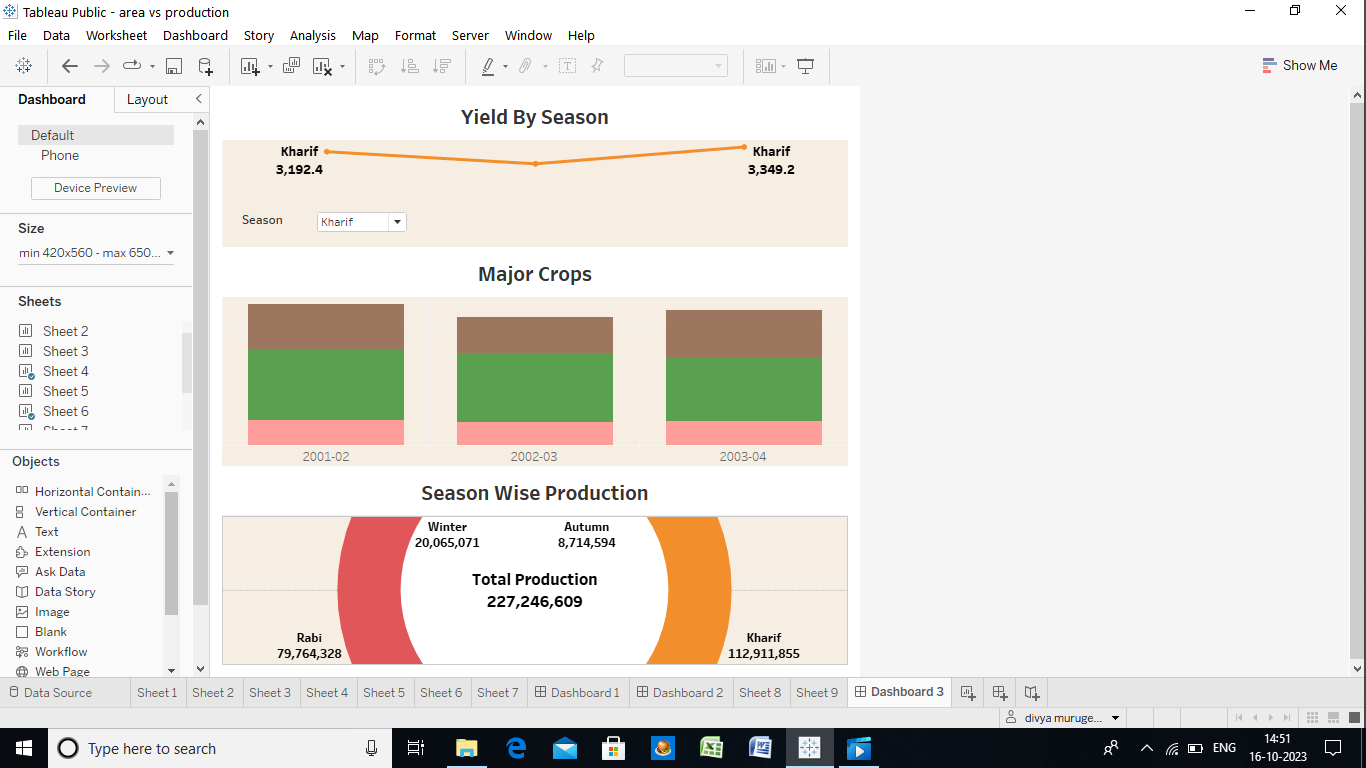 Tableau Public - area vs production
File Data Worksheet Dashboard Story Analysis Map Format Server Window Help
Show Me
Dashboard Layout
Default
Phone
Device Preview
Size
min 420x560 - max 650...
Sheets
Sheet 2
Sheet 3
Sheet 4
Sheet 5
Sheet 6
Sheet 7
Objects
Horizontal Contain...
Vertical Container
Text
Extension
Ask Data
Data Story
Image
Blank
Workflow
Web Page
Yield By Season
Kharif
3,192.4
Kharif
3,349.2
Season Kharif
Major Crops
2001-02 2002-03 2003-04
Season Wise Production
Winter
20,065,071
Autumn
8,714,594
Total Production
227,246,609
Rabi
79,764,328
Kharif
112,911,855
Data Source Sheet 1 Sheet 2 Sheet 3 Sheet 4 Sheet 5 Sheet 6 Sheet 7 Dashboard 1 Dashboard 2 Sheet 8 Sheet 9 Dashboard 3
divya muruge...
Type here to search
ENG
14:51
16-10-2023